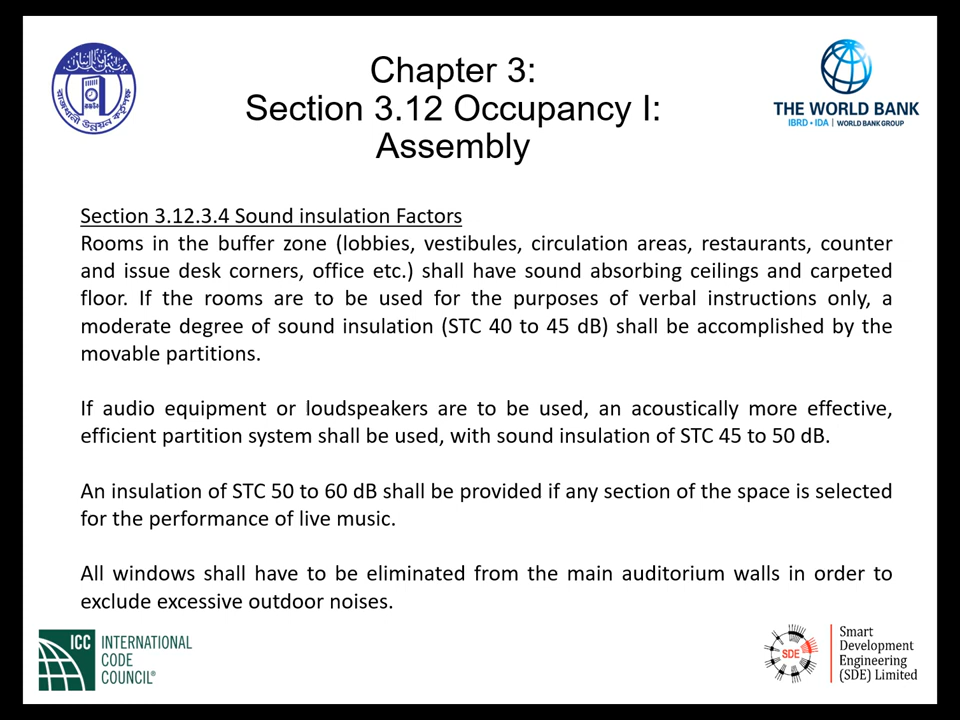 Chapter 3:
Section 3.12 Occupancy I:
Assembly
THE WORLD BANK
IBRD • IDA | WORLD BANK GROUP
Section 3.12.3.4 Sound insulation Factors
Rooms in the buffer zone (lobbies, vestibules, circulation areas, restaurants, counter
and issue desk corners, office etc.) shall have sound absorbing ceilings and carpeted
floor. If the rooms are to be used for the purposes of verbal instructions only, a
moderate degree of sound insulation (STC 40 to 45 dB) shall be accomplished by the
movable partitions.
If audio equipment or loudspeakers are to be used, an acoustically more effective,
efficient partition system shall be used, with sound insulation of STC 45 to 50 dB.
An insulation of STC 50 to 60 dB shall be provided if any section of the space is selected
for the performance of live music.
All windows shall have to be eliminated from the main auditorium walls in order to
exclude excessive outdoor noises.
ICC INTERNATIONAL
CODE
COUNCIL®
SDE
Smart
Development
Engineering
(SDE) Limited
রাজধানী উন্নয়ন কর্তৃপক্ষ